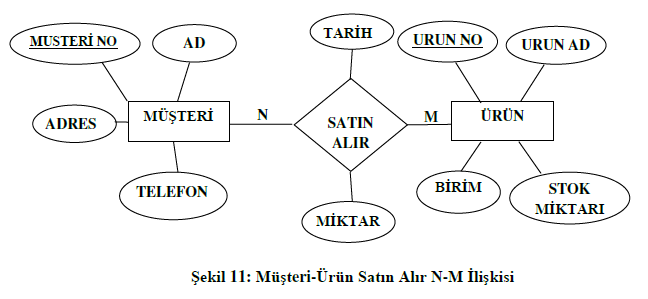 MUSTERİ NO
AD
TARİH
URUN NO
URUN AD
ADRES
MÜŞTERİ
N
SATIN
ALIR
M
ÜRÜN
TELEFON
MİKTAR
BİRİM
STOK
MİKTARI
Şekil 11: Müşteri-Ürün Satın Alır N-M İlişkisi